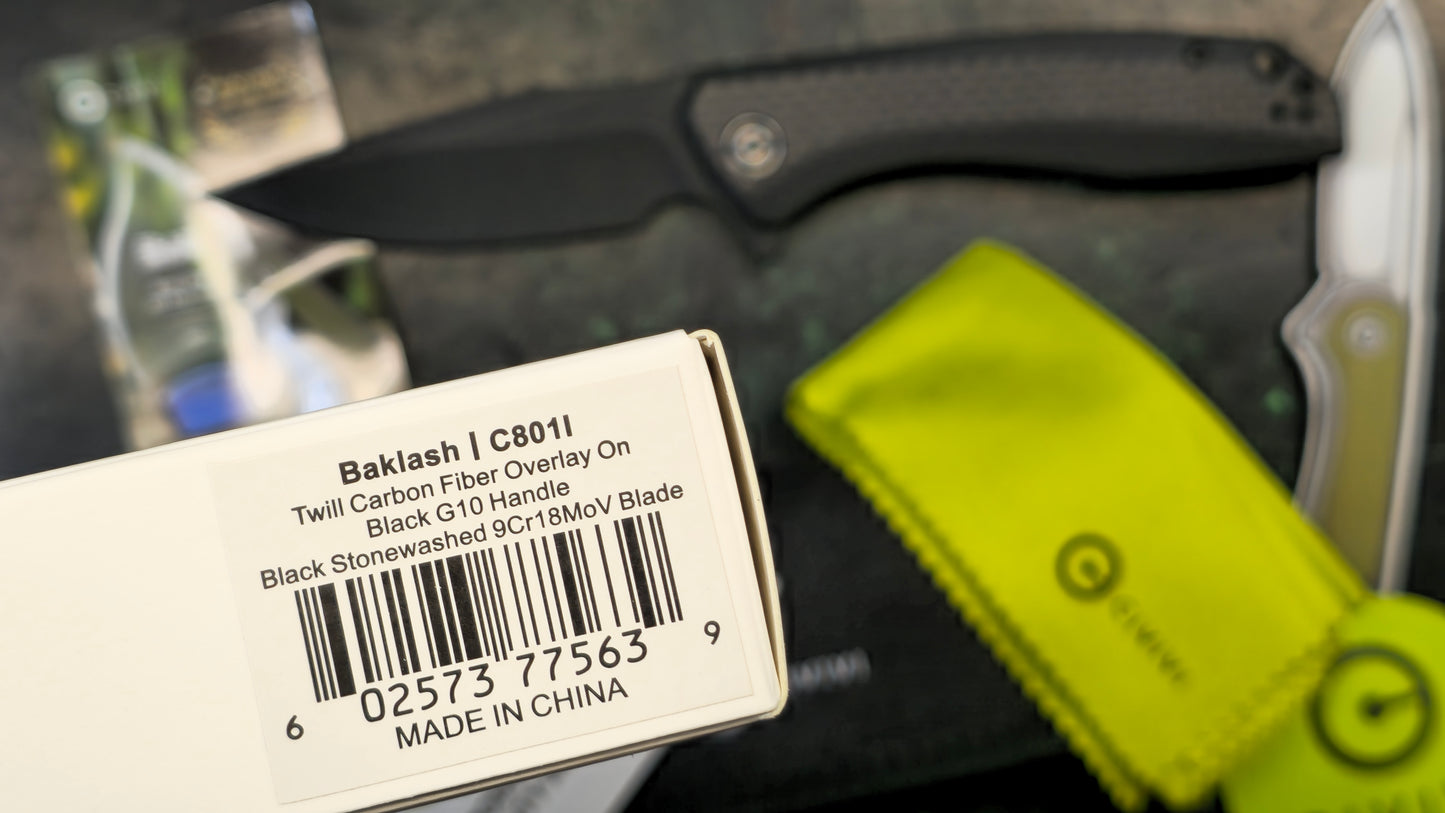 Baklash | C801I
Twill Carbon Fiber Overlay On
Black G10 Handle
Black Stonewashed 9Cr18MoV Blade
6 02573 77563 9
MADE IN CHINA
CIVIVI